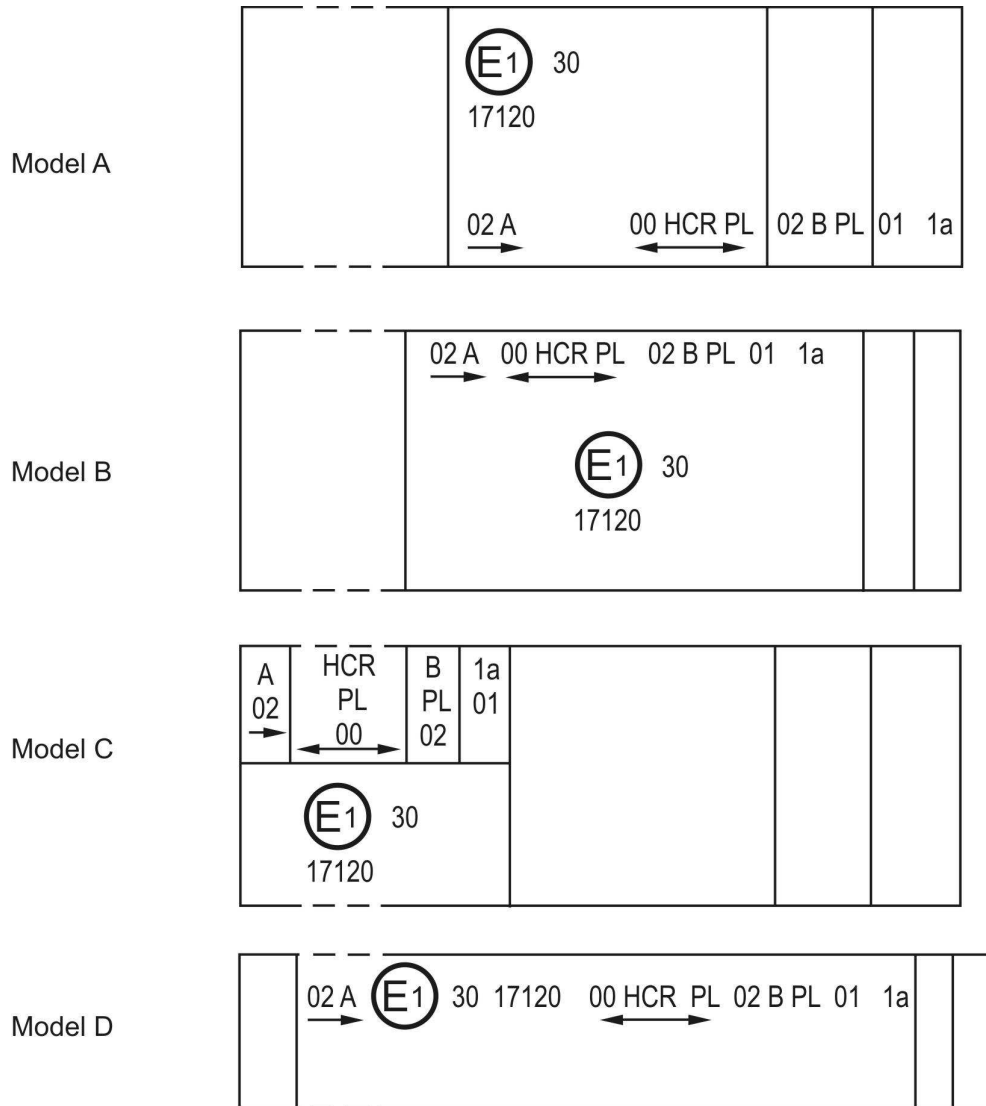 Model A
E1 30
17120
02 A 00 HCR PL 02 B PL 01 1a
Model B
02 A 00 HCR PL 02 B PL 01 1a
E1 30
17120
Model C
A
02
HCR
PL
00
B
PL
02
1a
01
E1 30
17120
Model D
02 A E1 30 17120 00 HCR PL 02 B PL 01 1a